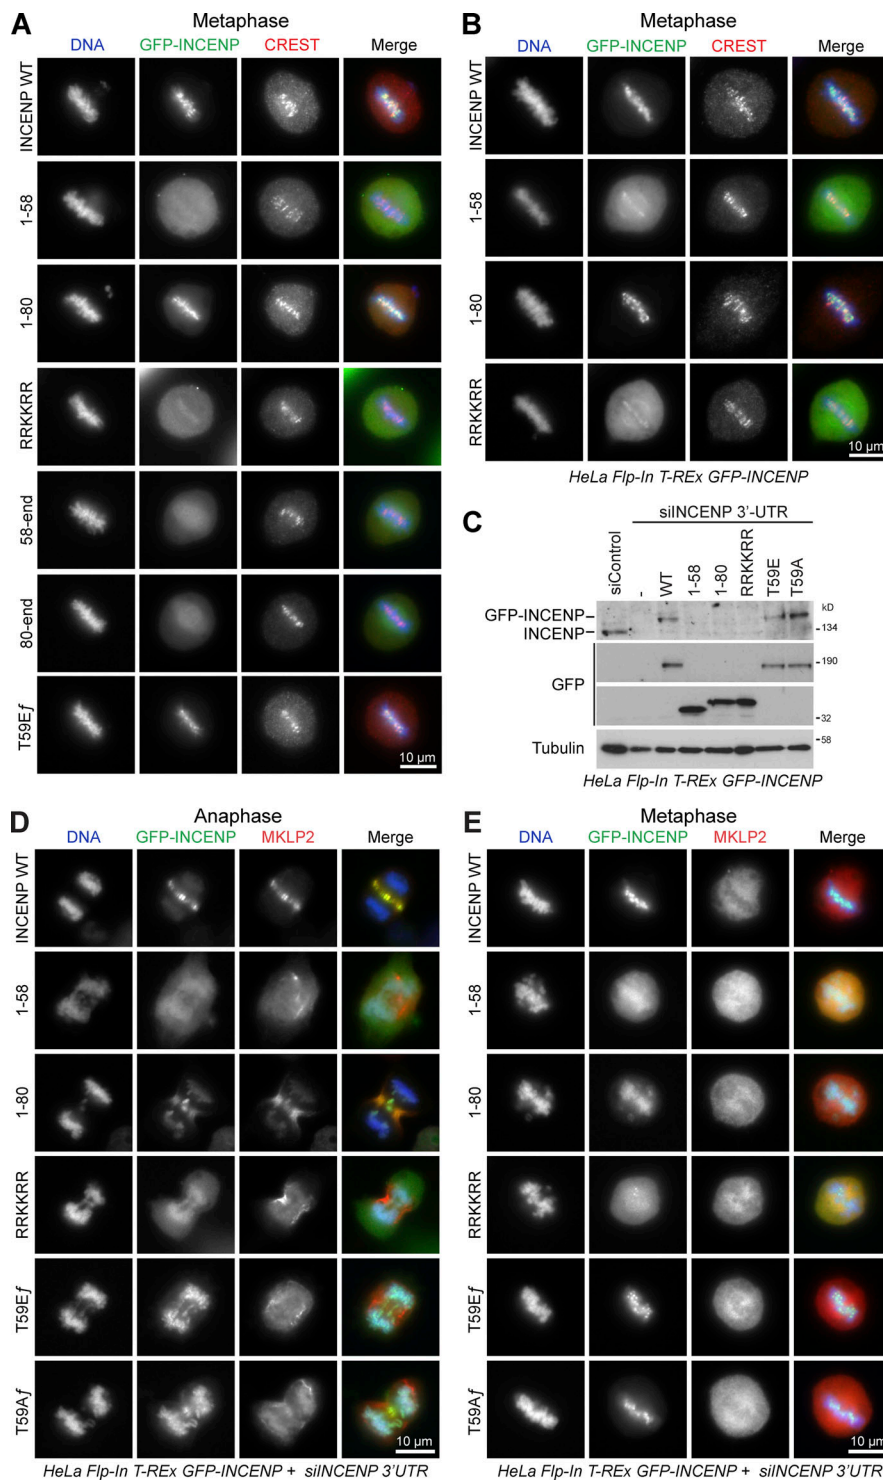 A
Metaphase
DNA GFP-INCENP CREST Merge
INCENP WT
1-58
1-80
RRKKRR
58-end
80-end
T59Eƒ
10 µm
B
Metaphase
DNA GFP-INCENP CREST Merge
INCENP WT
1-58
1-80
RRKKRR
10 µm
HeLa Flp-In T-REx GFP-INCENP
C
siINCENP 3’-UTR
siControl - WT 1-58 1-80 RRKKRR T59E T59A
kD
GFP-INCENP
134
INCENP
190
GFP
32
58
Tubulin
HeLa Flp-In T-REx GFP-INCENP
D
Anaphase
DNA GFP-INCENP MKLP2 Merge
INCENP WT
1-58
1-80
RRKKRR
T59Eƒ
T59Aƒ
10 µm
HeLa Flp-In T-REx GFP-INCENP + siINCENP 3’UTR
E
Metaphase
DNA GFP-INCENP MKLP2 Merge
INCENP WT
1-58
1-80
RRKKRR
T59Eƒ
T59Aƒ
10 µm
HeLa Flp-In T-REx GFP-INCENP + siINCENP 3’UTR